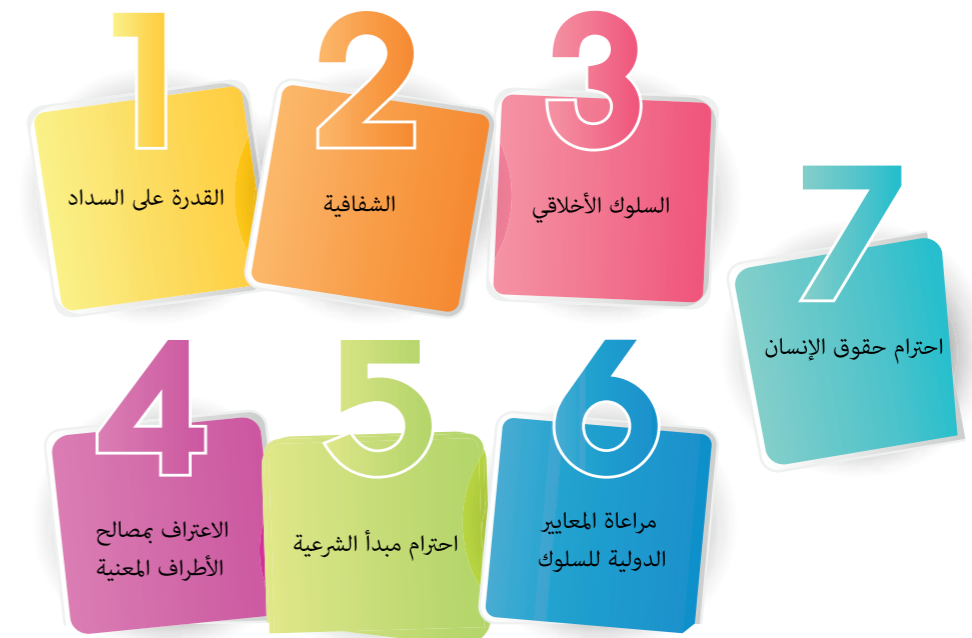 1
القدرة على السداد
2
الشفافية
3
السلوك الأخلاقي
4
الاعتراف بمصالح
الأطراف المعنية
5
احترام مبدأ الشرعية
6
مراعاة المعايير
الدولية للسلوك
7
احترام حقوق الإنسان